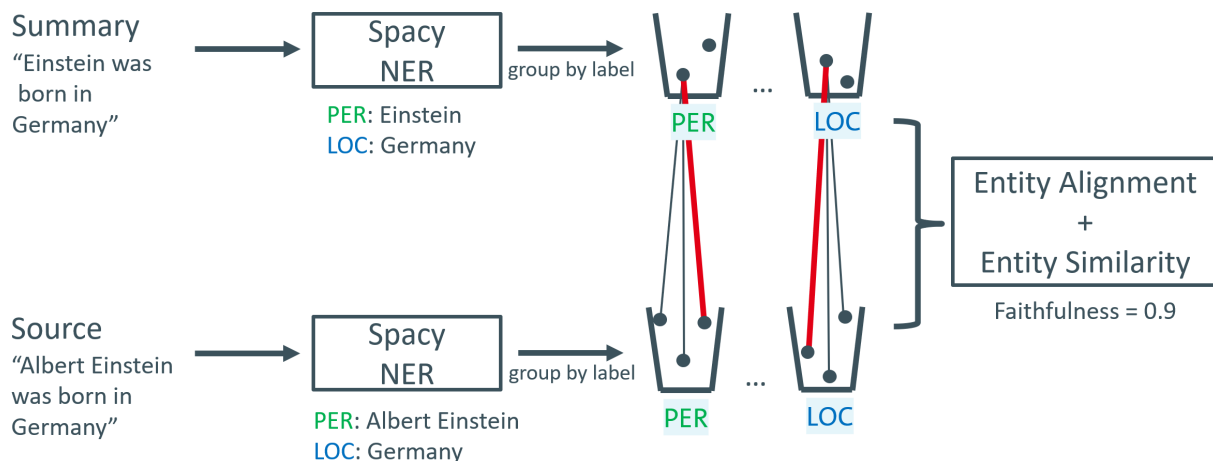 Summary
“Einstein was
born in
Germany”
Spacy
NER
group by label
PER: Einstein
LOC: Germany
...
PER
LOC
Entity Alignment
+
Entity Similarity
Faithfulness = 0.9
Source
“Albert Einstein
was born in
Germany”
Spacy
NER
group by label
PER: Albert Einstein
LOC: Germany
...
PER
LOC